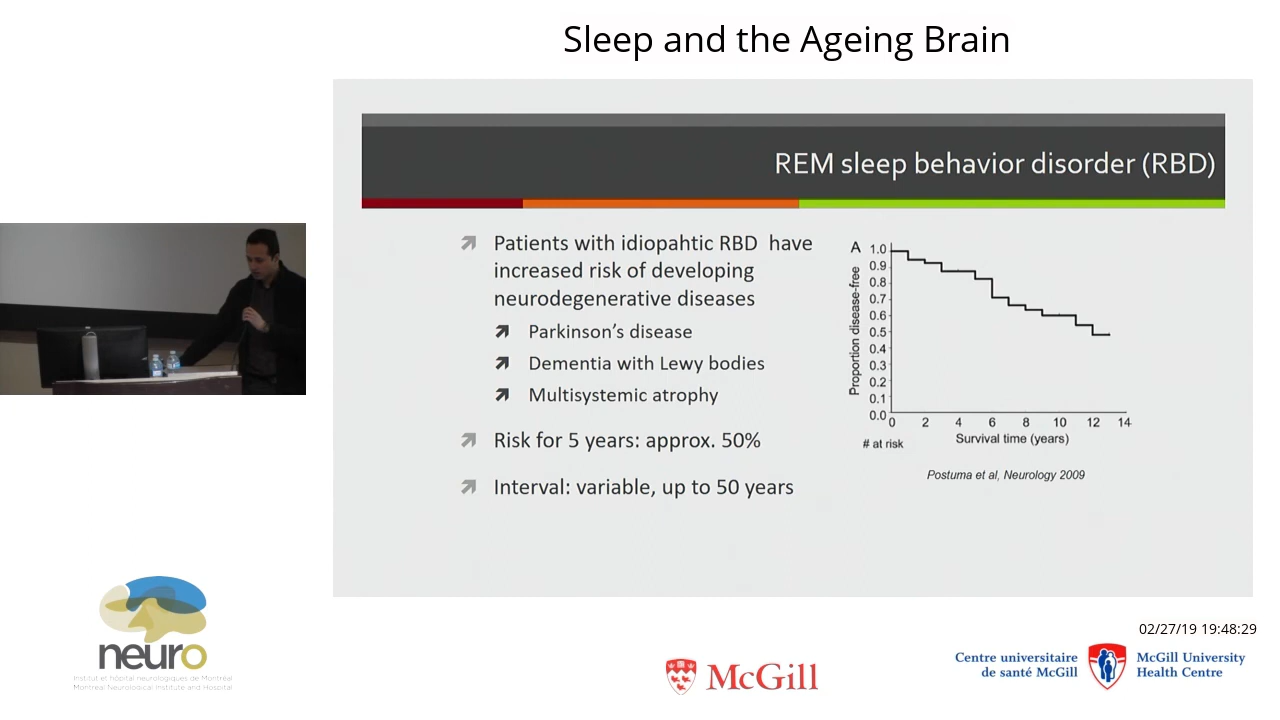 Sleep and the Ageing Brain
REM sleep behavior disorder (RBD)
Patients with idiopahtic RBD have
increased risk of developing
neurodegenerative diseases
Parkinson's disease
Dementia with Lewy bodies
Multisystemic atrophy
Risk for 5 years: approx. 50%
Interval: variable, up to 50 years
A
Proportion disease-free
1.0
0.9
0.8
0.7
0.6
0.5
0.4
0.3
0.2
0.1
0.0
0 2 4 6 8 10 12 14
# at risk
Survival time (years)
Postuma et al, Neurology 2009
02/27/19 19:48:29
neuro
Institut et hôpital neurologiques de Montréal
Montreal Neurological Institute and Hospital
McGill
Centre universitaire
de santé McGill
McGill University
Health Centre